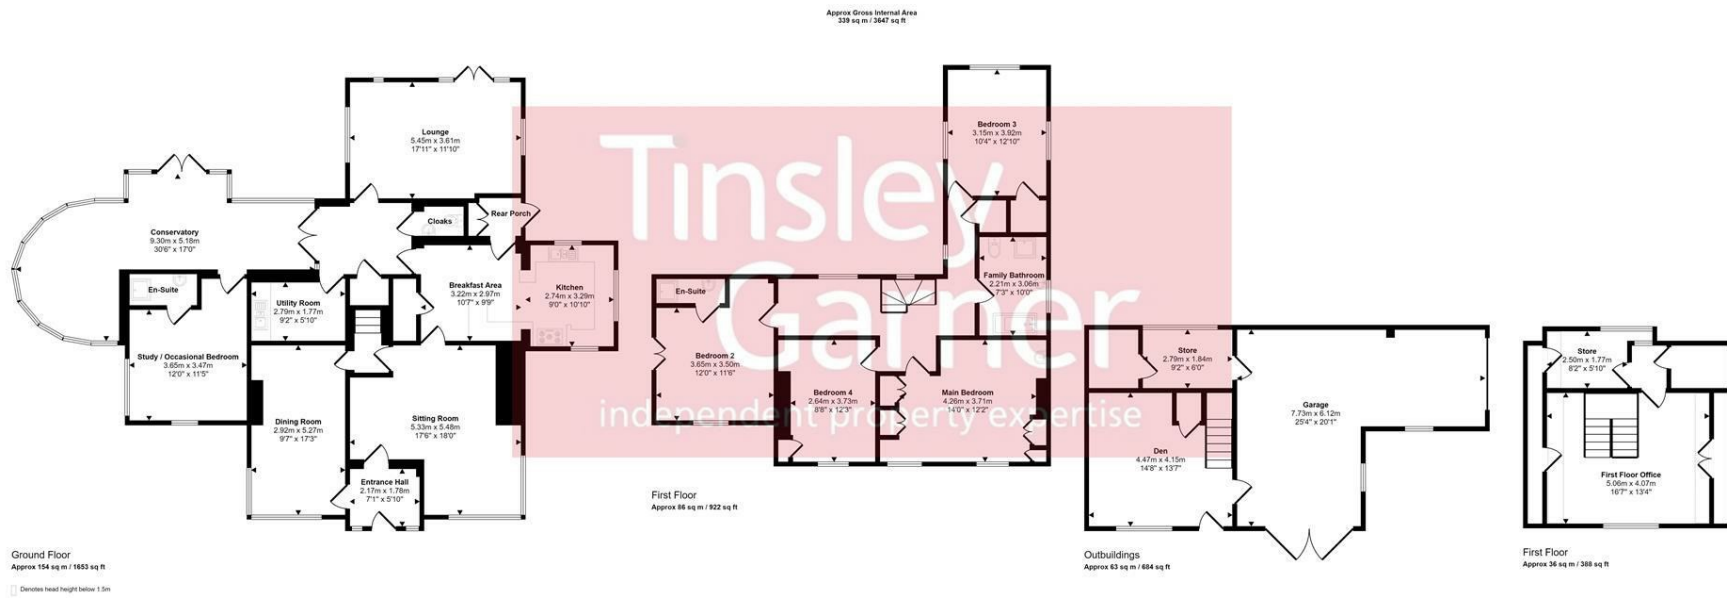 Approx Gross Internal Area
339 sq m / 3647 sq ft
Lounge
5.45m x 3.61m
17'11" x 11'10"
Conservatory
9.30m x 5.18m
30'6" x 17'0"
Cloaks
Rear Porch
En-Suite
Utility Room
2.79m x 1.77m
9'2" x 5'10"
Breakfast Area
3.22m x 2.97m
10'7" x 9'9"
Kitchen
2.74m x 3.29m
9'0" x 10'10"
Study / Occasional Bedroom
3.65m x 3.47m
12'0" x 11'5"
Dining Room
2.92m x 5.27m
9'7" x 17'3"
Sitting Room
5.33m x 5.48m
17'6" x 18'0"
Entrance Hall
2.17m x 1.78m
7'1" x 5'10"
Ground Floor
Approx 154 sq m / 1653 sq ft
Denotes head height below 1.5m
Tinsley
Garner
independent property expertise
Bedroom 3
3.15m x 3.92m
10'4" x 12'10"
Family Bathroom
2.21m x 3.06m
7'3" x 10'0"
En-Suite
Bedroom 2
3.65m x 3.50m
12'0" x 11'6"
Bedroom 4
2.64m x 3.73m
8'8" x 12'3"
Main Bedroom
4.26m x 3.71m
14'0" x 12'2"
First Floor
Approx 86 sq m / 922 sq ft
Store
2.79m x 1.84m
9'2" x 6'0"
Garage
7.73m x 6.12m
25'4" x 20'1"
Den
4.47m x 4.15m
14'8" x 13'7"
Outbuildings
Approx 63 sq m / 684 sq ft
Store
2.50m x 1.77m
8'2" x 5'10"
First Floor Office
5.06m x 4.07m
16'7" x 13'4"
First Floor
Approx 36 sq m / 388 sq ft